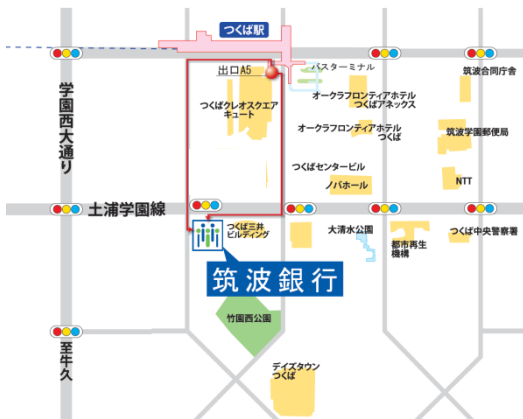 つくば駅
出口A5
バスターミナル
つくばクレオスクエア
キュート
オークラフロンティアホテル
つくばアネックス
筑波合同庁舎
オークラフロンティアホテル
つくば
筑波学園郵便局
つくばセンタービル
ノバホール
NTT
学園西大通り
土浦学園線
つくば三井
ビルディング
大清水公園
都市再生
機構
つくば中央警察署
筑波銀行
竹園西公園
至牛久
デイズタウン
つくば